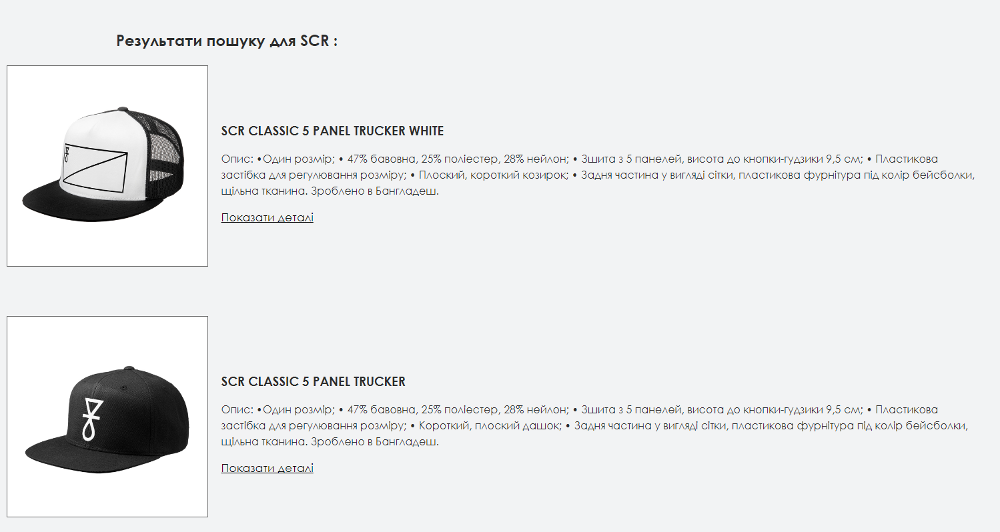 Результати пошуку для SCR :
SCR CLASSIC 5 PANEL TRUCKER WHITE
Опис: •Один розмір; • 47% бавовна, 25% поліестер, 28% нейлон; • Зшита з 5 панелей, висота до кнопки-гудзики 9,5 см; • Пластикова
застібка для регулювання розміру; • Плоский, короткий козирок; • Задня частина у вигляді сітки, пластикова фурнітура під колір бейсболки,
щільна тканина. Зроблено в Бангладеш.
Показати деталі
SCR CLASSIC 5 PANEL TRUCKER
Опис: •Один розмір; • 47% бавовна, 25% поліестер, 28% нейлон; • Зшита з 5 панелей, висота до кнопки-гудзики 9,5 см; • Пластикова
застібка для регулювання розміру; • Короткий, плоский дашок; • Задня частина у вигляді сітки, пластикова фурнітура під колір бейсболки,
щільна тканина. Зроблено в Бангладеш.
Показати деталі